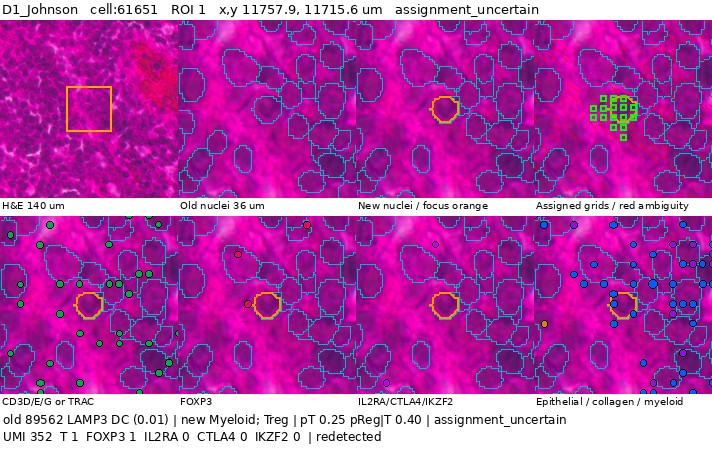 D1_Johnson   cell:61651   ROI 1   x,y 11757.9, 11715.6 um   assignment_uncertain
H&E 140 um
Old nuclei 36 um
New nuclei / focus orange
Assigned grids / red ambiguity
CD3D/E/G or TRAC
FOXP3
IL2RA/CTLA4/IKZF2
Epithelial / collagen / myeloid
old 89562 LAMP3 DC (0.01) | new Myeloid; Treg | pT 0.25 pReg|T 0.40 | assignment_uncertain
UMI 352  T 1  FOXP3 1  IL2RA 0  CTLA4 0  IKZF2 0  | redetected